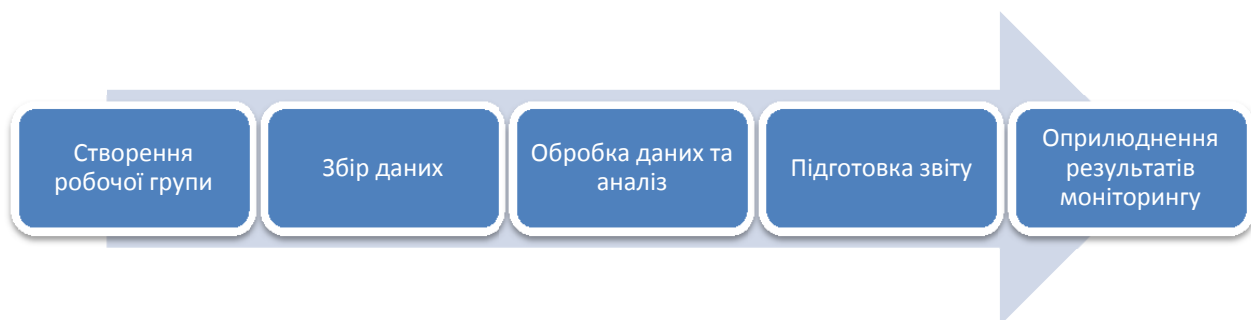 Створення
робочої групи
Збір даних
Обробка даних та
аналіз
Підготовка звіту
Оприлюднення
результатів
моніторингу